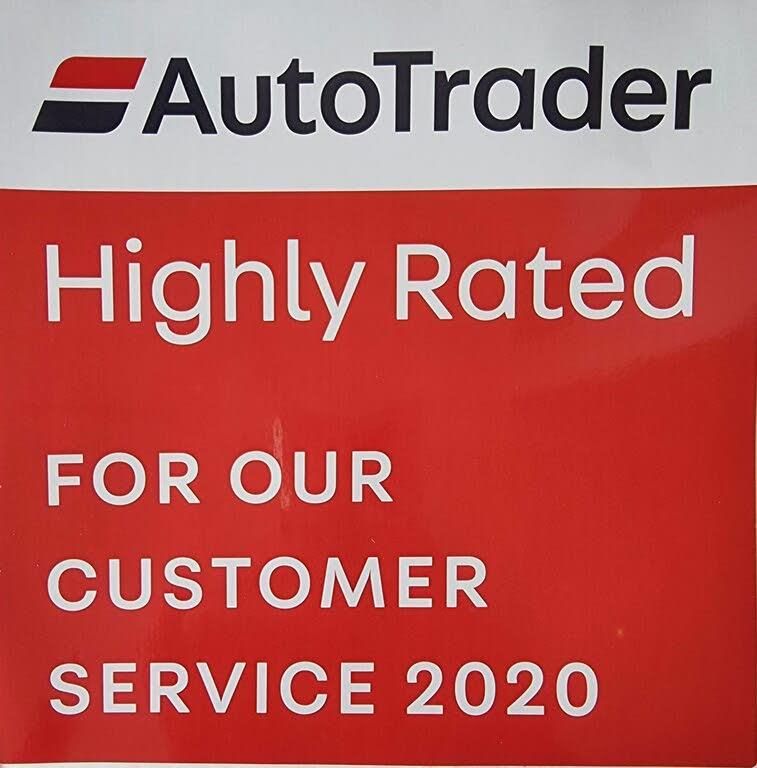 AutoTrader
Highly Rated
FOR OUR
CUSTOMER
SERVICE 2020